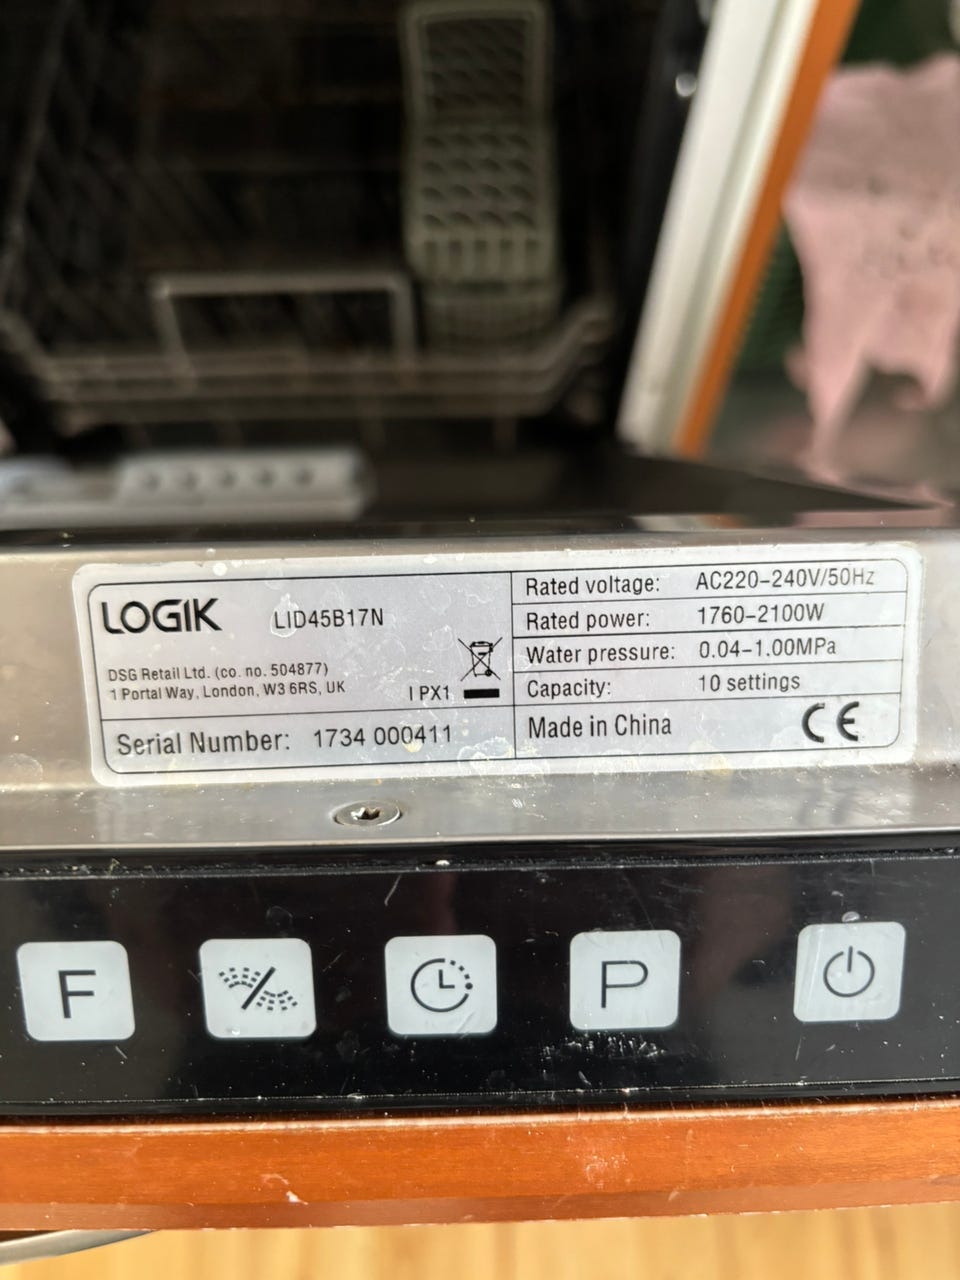 LOGIK LID45B17N
DSG Retail Ltd. (co. no. 504877)
1 Portal Way, London, W3 6RS, UK
IPX1
Serial Number: 1734 000411
Rated voltage: AC220-240V/50Hz
Rated power: 1760-2100W
Water pressure: 0.04-1.00MPa
Capacity: 10 settings
Made in China CE
F P